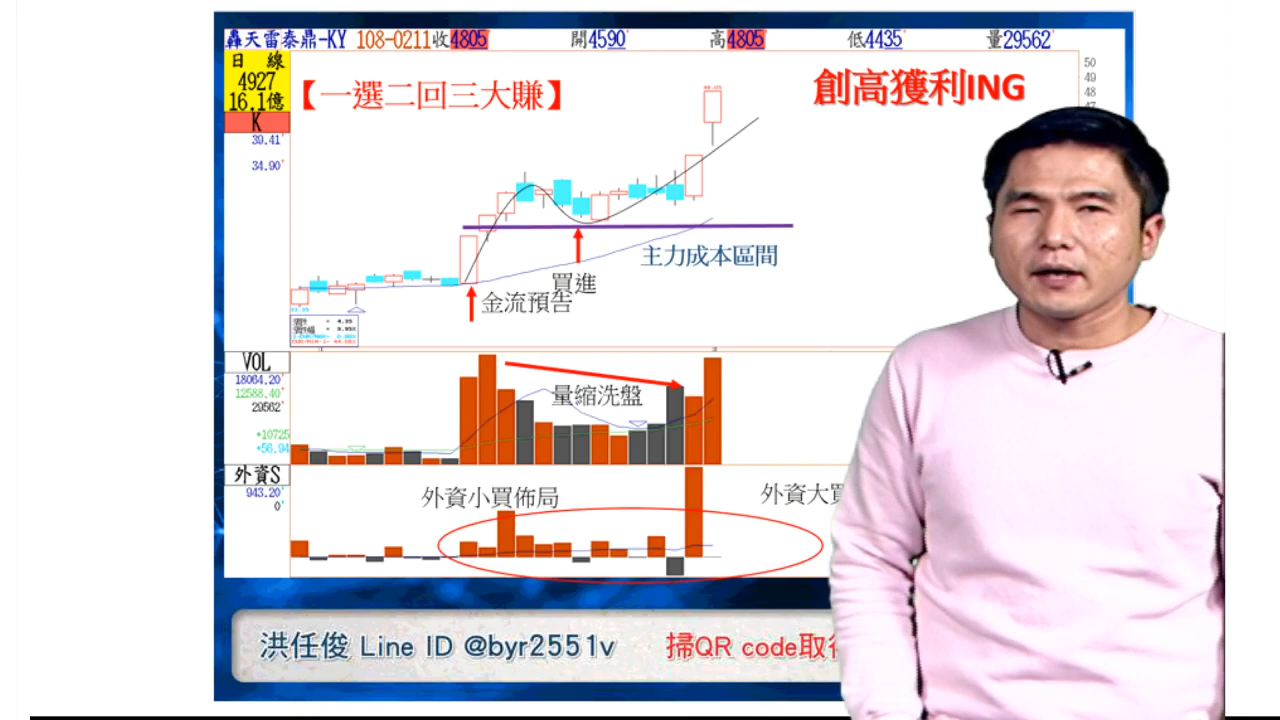 轟天雷泰鼎-KY 108-0211收4805 開4590 高4805 低4435 量29562
日 線
4927
16.1億
K
39.41
34.90
【一選二回三大賺】
創高獲利ING
50
49
48
48.05
主力成本區間
買進
金流預告
VOL
18064.20
12588.40
29562
+10725
+56.94
量縮洗盤
外資S
943.20
0
外資小買佈局
外資大買
洪任俊 Line ID @byr2551v 掃QR code取得